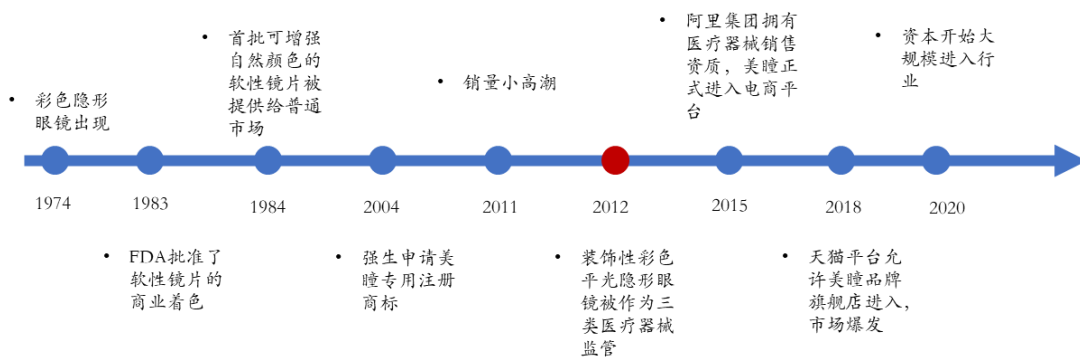 • 彩色隐形
眼镜出现
• 首批可增强
自然颜色的
软性镜片被
提供给普通
市场
• 销量小高潮
• 阿里集团拥有
医疗器械销售
资质，美瞳正
式进入电商平
台
• 资本开始大
规模进入行
业
1974
1983
1984
2004
2011
2012
2015
2018
2020
• FDA批准了
软性镜片的
商业着色
• 强生申请美
瞳专用注册
商标
• 装饰性彩色
平光隐形眼
镜被作为三
类医疗器械
监管
• 天猫平台允
许美瞳品牌
旗舰店进入，
市场爆发